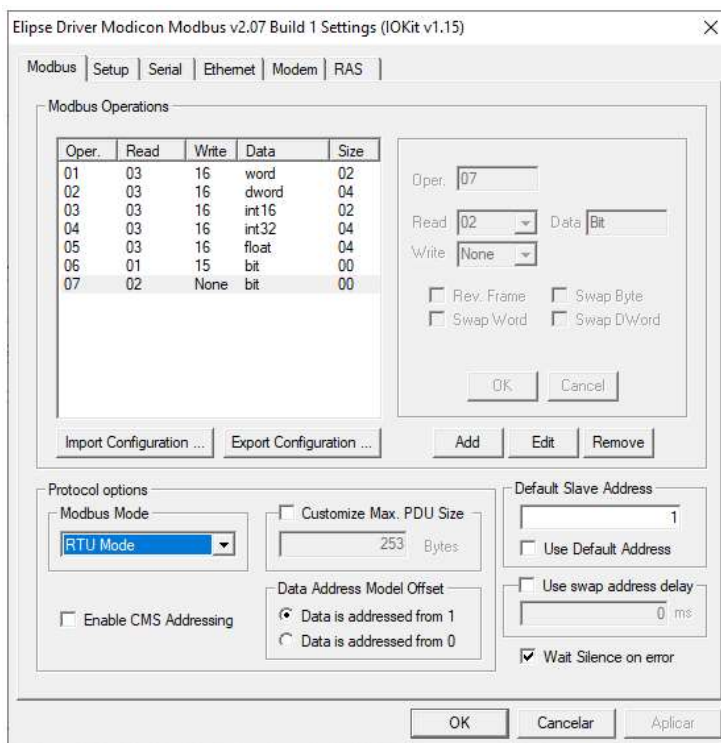 Elipse Driver Modicon Modbus v2.07 Build 1 Settings (IOKit v1.15)
Modbus Setup Serial Ethernet Modem RAS
Modbus Operations
Oper. Read Write Data Size
01 03 16 word 02
02 03 16 dword 04
03 03 16 int16 02
04 03 16 int32 04
05 03 16 float 04
06 01 15 bit 00
07 02 None bit 00
Oper. 07
Read 02 Data Bit
Write None
Rev. Frame Swap Byte
Swap Word Swap DWord
OK Cancel
Import Configuration ... Export Configuration ... Add Edit Remove
Protocol options
Modbus Mode
RTU Mode
Customize Max. PDU Size
253 Bytes
Enable CMS Addressing
Data Address Model Offset
Data is addressed from 1
Data is addressed from 0
Default Slave Address
1
Use Default Address
Use swap address delay
0 ms
Wait Silence on error
OK Cancelar Aplicar